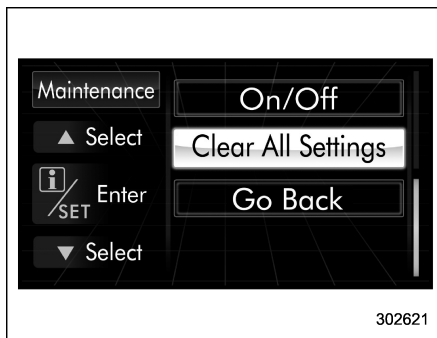 Maintenance
On/Off
▲ Select
Clear All Settings
i/SET Enter
Go Back
▼ Select
302621